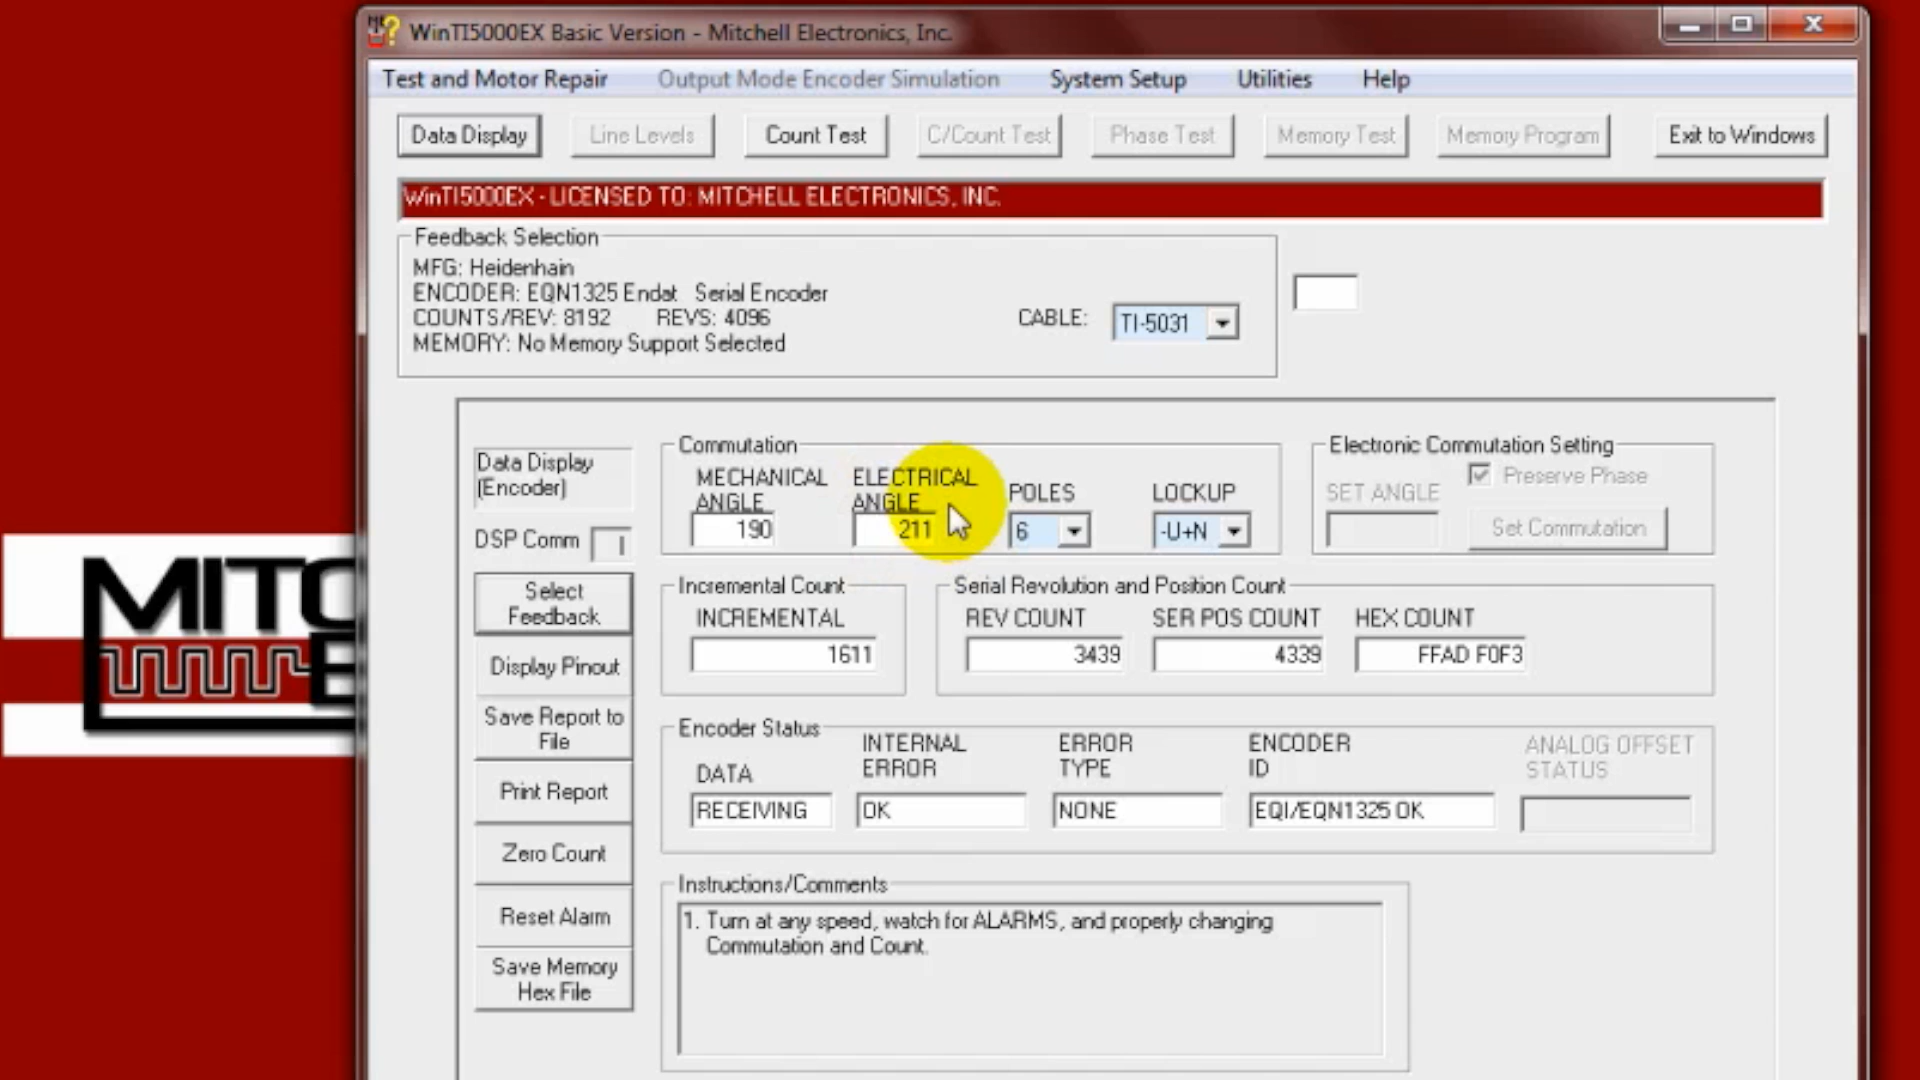 WinTI5000EX Basic Version - Mitchell Electronics, Inc.
Test and Motor Repair Output Mode Encoder Simulation System Setup Utilities Help
Data Display Line Levels Count Test C/Count Test Phase Test Memory Test Memory Program Exit to Windows
WinTI5000EX - LICENSED TO: MITCHELL ELECTRONICS, INC.
Feedback Selection
MFG: Heidenhain
ENCODER: EQN1325 Endat Serial Encoder
COUNTS/REV: 8192 REVS: 4096
MEMORY: No Memory Support Selected
CABLE: TI-5031
Data Display
(Encoder)
DSP Comm
Select
Feedback
Display Pinout
Save Report to
File
Print Report
Zero Count
Reset Alarm
Save Memory
Hex File
Commutation
MECHANICAL
ANGLE
190
ELECTRICAL
ANGLE
211
POLES
6
LOCKUP
-U+N
Electronic Commutation Setting
Preserve Phase
SET ANGLE
Set Commutation
Incremental Count
INCREMENTAL
1611
Serial Revolution and Position Count
REV COUNT SER POS COUNT HEX COUNT
3439 4339 FFAD F0F3
Encoder Status
DATA
RECEIVING
INTERNAL
ERROR
OK
ERROR
TYPE
NONE
ENCODER
ID
EQI/EQN1325 OK
ANALOG OFFSET
STATUS
Instructions/Comments
1. Turn at any speed, watch for ALARMS, and properly changing
Commutation and Count.